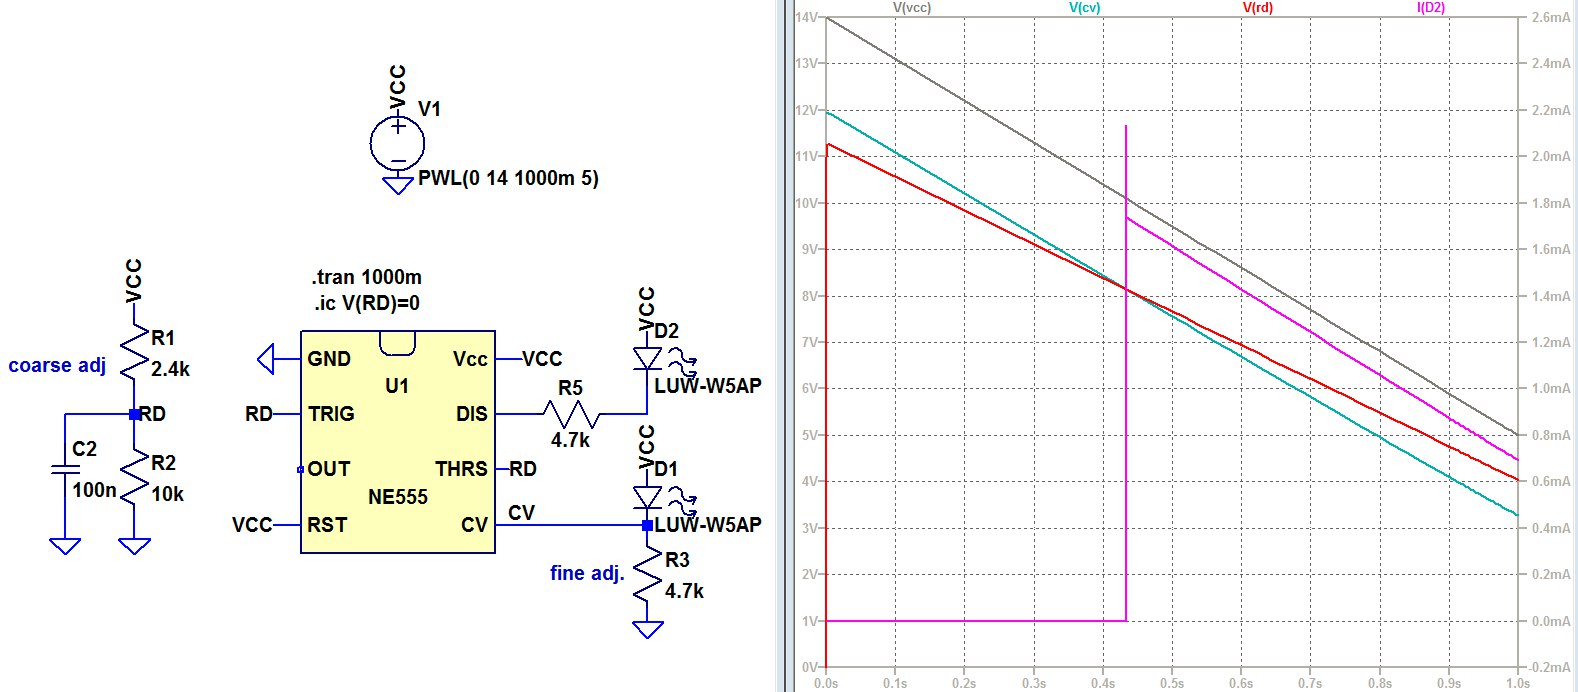 VCC
V1
PWL(0 14 1000m 5)
.tran 1000m
.ic V(RD)=0
VCC
R1
2.4k
coarse adj
RD
C2
100n
R2
10k
GND
Vcc
VCC
U1
RD
TRIG
DIS
OUT
THRS
RD
NE555
VCC
RST
CV
CV
R5
4.7k
VCC
D2
LUW-W5AP
VCC
D1
LUW-W5AP
fine adj.
R3
4.7k
V(vcc)
V(cv)
V(rd)
I(D2)
14V
13V
12V
11V
10V
9V
8V
7V
6V
5V
4V
3V
2V
1V
0V
2.6mA
2.4mA
2.2mA
2.0mA
1.8mA
1.6mA
1.4mA
1.2mA
1.0mA
0.8mA
0.6mA
0.4mA
0.2mA
0.0mA
-0.2mA
0.0s
0.1s
0.2s
0.3s
0.4s
0.5s
0.6s
0.7s
0.8s
0.9s
1.0s